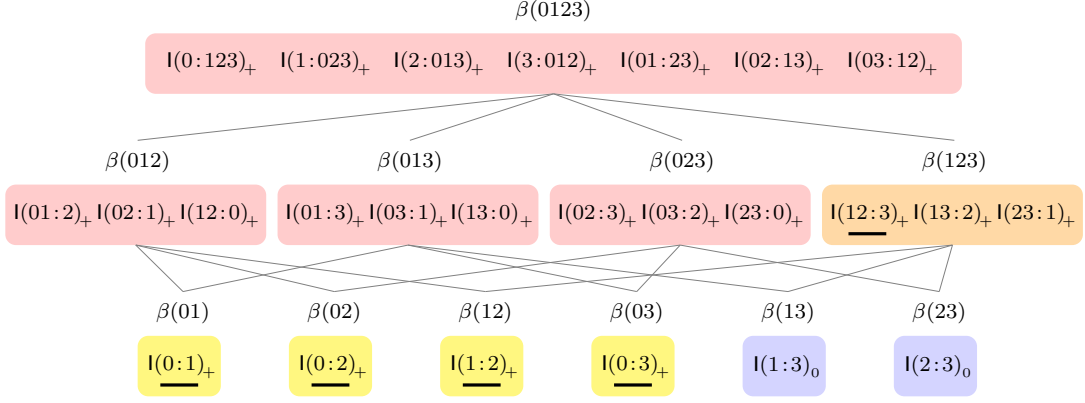 β(0123)
I(0:123)₊ I(1:023)₊ I(2:013)₊ I(3:012)₊ I(01:23)₊ I(02:13)₊ I(03:12)₊
β(012) β(013) β(023) β(123)
I(01:2)₊ I(02:1)₊ I(12:0)₊ I(01:3)₊ I(03:1)₊ I(13:0)₊ I(02:3)₊ I(03:2)₊ I(23:0)₊ I(12:3)₊ I(13:2)₊ I(23:1)₊
β(01) β(02) β(12) β(03) β(13) β(23)
I(0:1)₊ I(0:2)₊ I(1:2)₊ I(0:3)₊ I(1:3)₀ I(2:3)₀